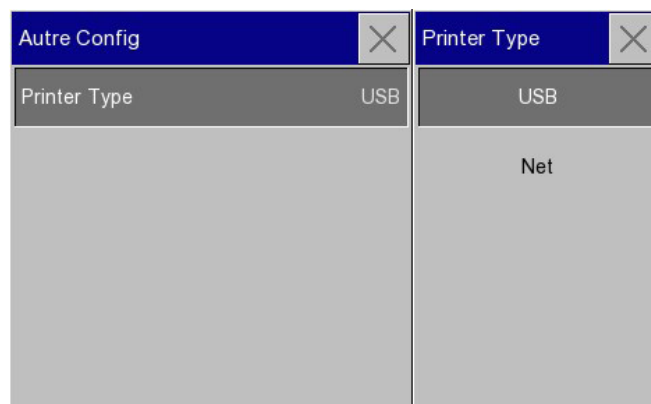 Autre Config
Printer Type USB
Printer Type
USB
Net